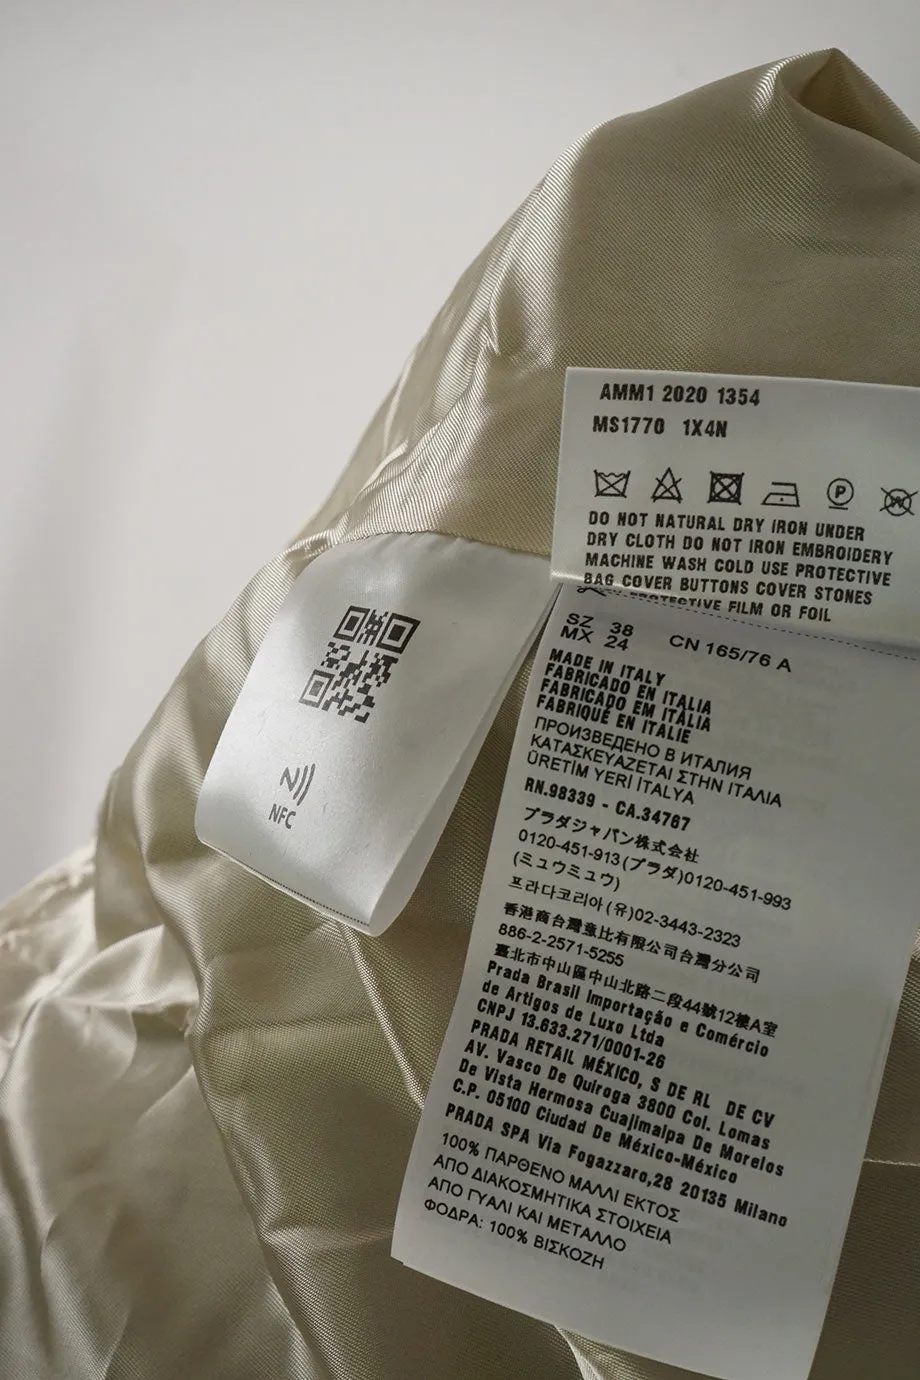 AMM1 2020 1354
MS1770 1X4N
P
W
DO NOT NATURAL DRY IRON UNDER
DRY CLOTH DO NOT IRON EMBROIDERY
MACHINE WASH COLD USE PROTECTIVE
BAG COVER BUTTONS COVER STONES
PROTECTIVE FILM OR FOIL
NFC
SZ 38
MX 24 CN 165/76 A
MADE IN ITALY
FABRICADO EN ITALIA
FABRICADO EM ITÀLIA
FABRIQUÉ EN ITALIE
ПРОИЗВЕДЕНО В ИТАЛИЯ
ΚΑΤΑΣΚΕΥΑΖΕΤΑΙ ΣΤΗΝ ΙΤΑΛΙΑ
ÜRETİM YERİ İTALYA
RN.98339 - CA.34767
プラダジャパン株式会社
0120-451-913(プラダ)0120-451-993
(ミュウミュウ)
프라다코리아(유)02-3443-2323
香港商台灣意比有限公司台灣分公司
886-2-2571-5255
臺北市中山區中山北路二段44號12樓A室
Prada Brasil Importação e Comércio
de Artigos de Luxo Ltda
CNPJ 13.633.271/0001-26
PRADA RETAIL MÉXICO, S DE RL DE CV
AV. Vasco De Quiroga 3800 Col. Lomas
De Vista Hermosa Cuajimalpa De Morelos
C.P. 05100 Ciudad De México-México
PRADA SPA Via Fogazzaro,28 20135 Milano
100% ΠΑΡΘΕΝΟ ΜΑΛΛΙ ΕΚΤΟΣ
ΑΠΟ ΔΙΑΚΟΣΜΗΤΙΚΑ ΣΤΟΙΧΕΙΑ
ΑΠΟ ΓΥΑΛΙ ΚΑΙ ΜΕΤΑΛΛΟ
ΦΟΔΡΑ: 100% ΒΙΣΚΟΖΗ